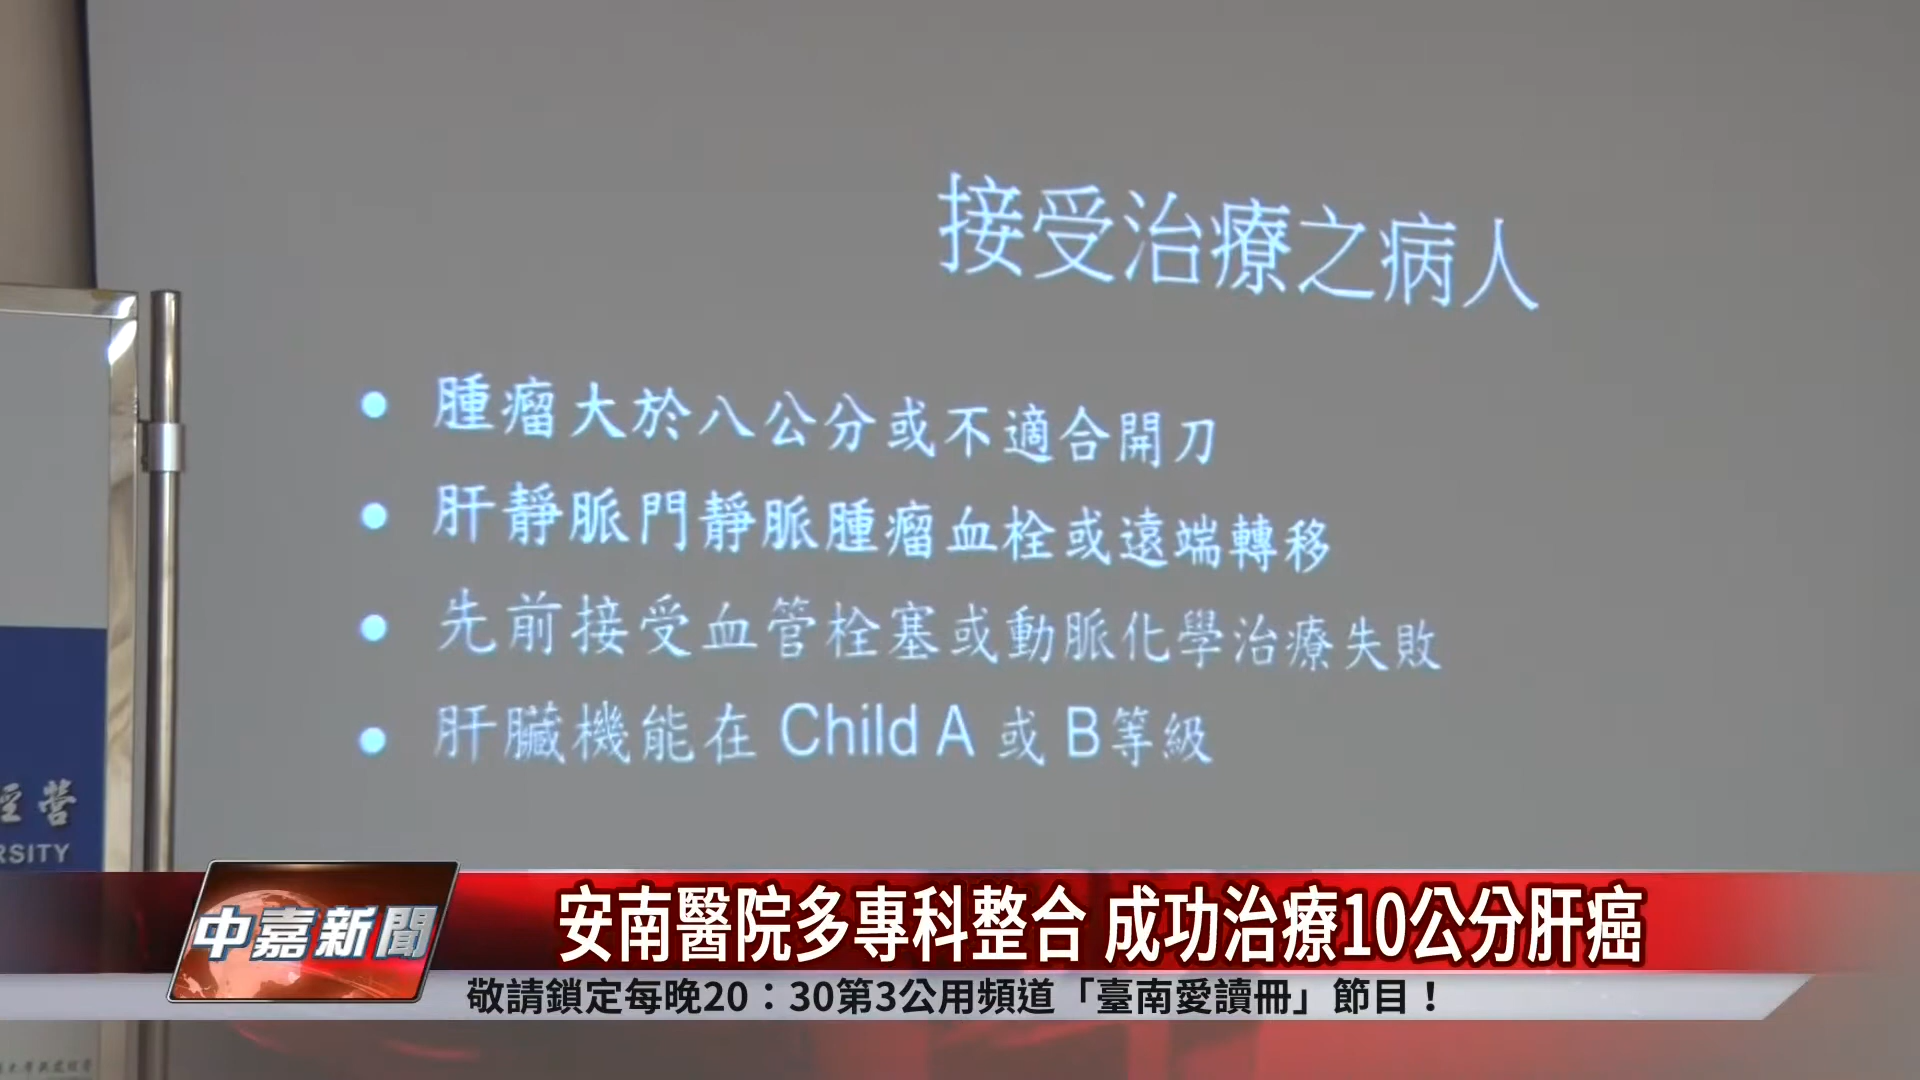 接受治療之病人
• 腫瘤大於八公分或不適合開刀
• 肝靜脈門靜脈腫瘤血栓或遠端轉移
• 先前接受血管栓塞或動脈化學治療失敗
• 肝臟機能在 Child A 或 B等級
營
RSITY
中嘉新聞
安南醫院多專科整合 成功治療10公分肝癌
敬請鎖定每晚20：30第3公用頻道「臺南愛讀冊」節目！